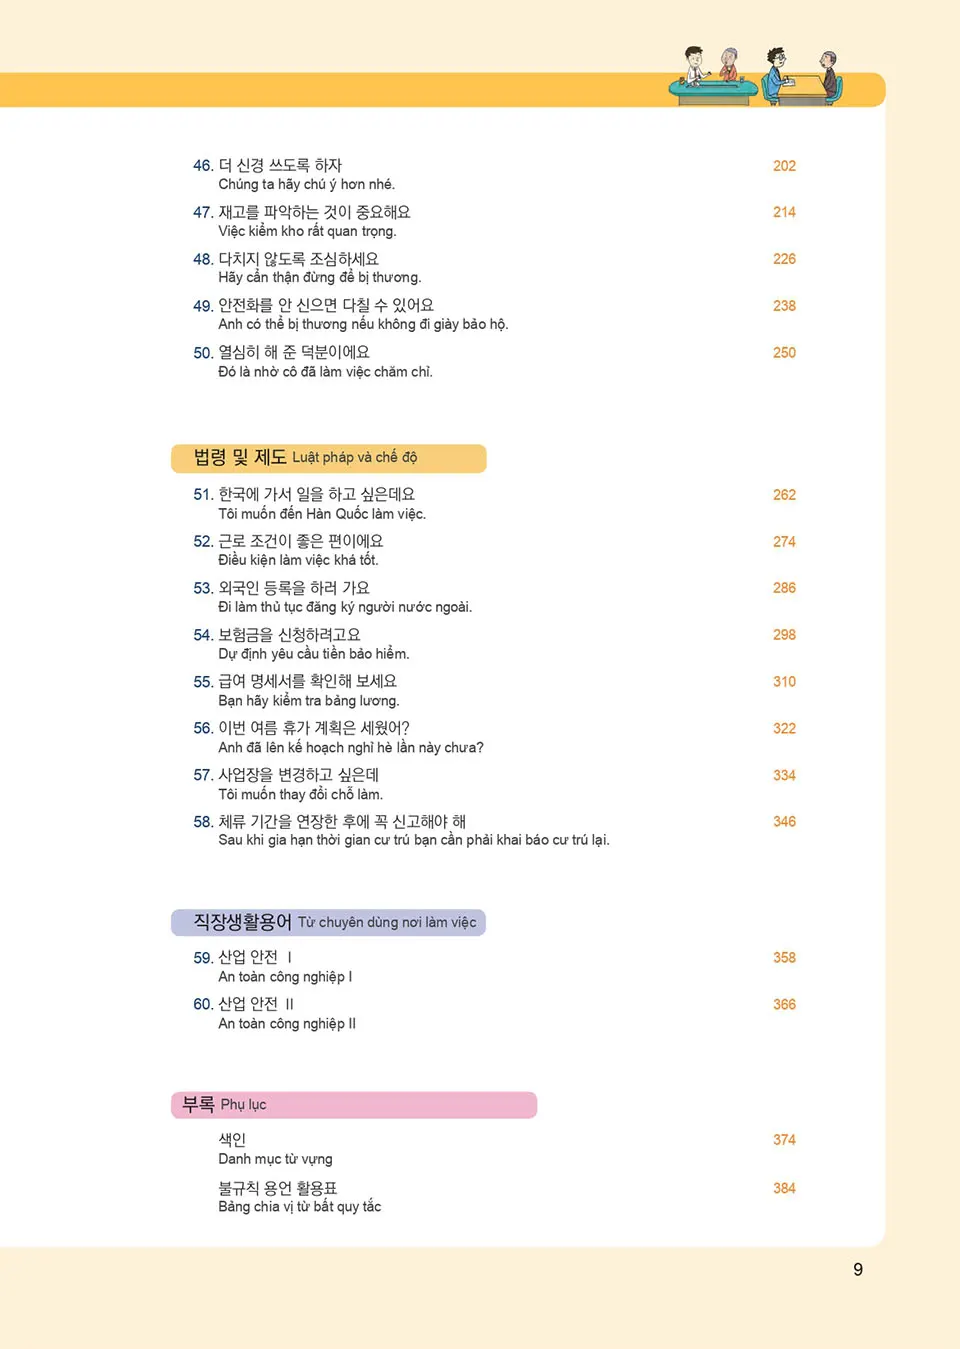 46. 더 신경 쓰도록 하자 202
Chúng ta hãy chú ý hơn nhé.
47. 재고를 파악하는 것이 중요해요 214
Việc kiểm kho rất quan trọng.
48. 다치지 않도록 조심하세요 226
Hãy cẩn thận đừng để bị thương.
49. 안전화를 안 신으면 다칠 수 있어요 238
Anh có thể bị thương nếu không đi giày bảo hộ.
50. 열심히 해 준 덕분이에요 250
Đó là nhờ cô đã làm việc chăm chỉ.
법령 및 제도 Luật pháp và chế độ
51. 한국에 가서 일을 하고 싶은데요 262
Tôi muốn đến Hàn Quốc làm việc.
52. 근로 조건이 좋은 편이에요 274
Điều kiện làm việc khá tốt.
53. 외국인 등록을 하러 가요 286
Đi làm thủ tục đăng ký người nước ngoài.
54. 보험금을 신청하려고요 298
Dự định yêu cầu tiền bảo hiểm.
55. 급여 명세서를 확인해 보세요 310
Bạn hãy kiểm tra bảng lương.
56. 이번 여름 휴가 계획은 세웠어? 322
Anh đã lên kế hoạch nghỉ hè lần này chưa?
57. 사업장을 변경하고 싶은데 334
Tôi muốn thay đổi chỗ làm.
58. 체류 기간을 연장한 후에 꼭 신고해야 해 346
Sau khi gia hạn thời gian cư trú bạn cần phải khai báo cư trú lại.
직장생활용어 Từ chuyên dùng nơi làm việc
59. 산업 안전 Ⅰ 358
An toàn công nghiệp I
60. 산업 안전 Ⅱ 366
An toàn công nghiệp II
부록 Phụ lục
색인 374
Danh mục từ vựng
불규칙 용언 활용표 384
Bảng chia vị từ bất quy tắc
9